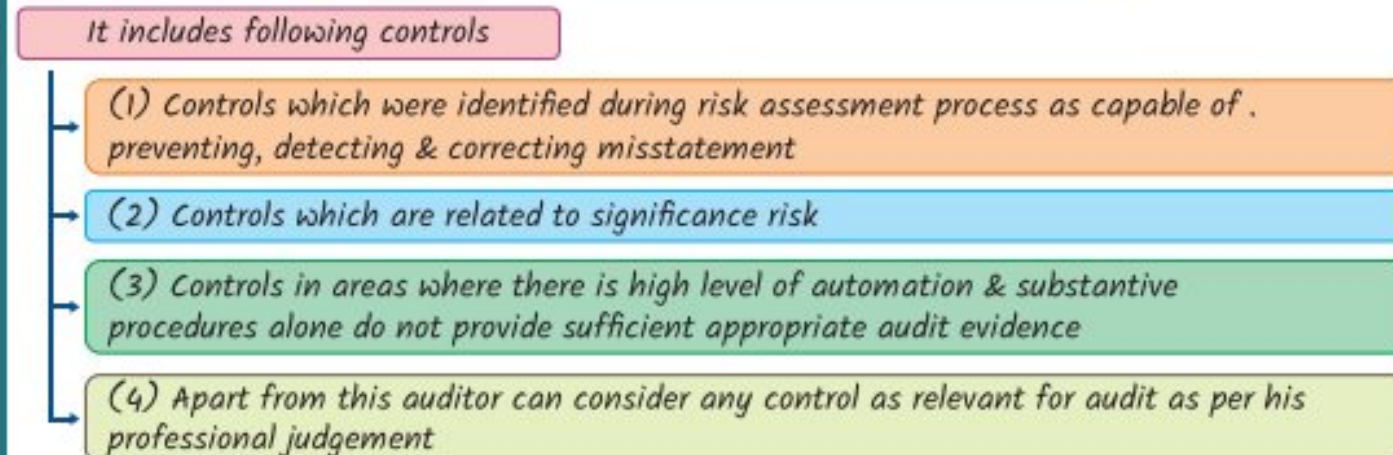 It includes following controls
(1) Controls which were identified during risk assessment process as capable of .
preventing, detecting & correcting misstatement
(2) Controls which are related to significance risk
(3) Controls in areas where there is high level of automation & substantive
procedures alone do not provide sufficient appropriate audit evidence
(4) Apart from this auditor can consider any control as relevant for audit as per his
professional judgement